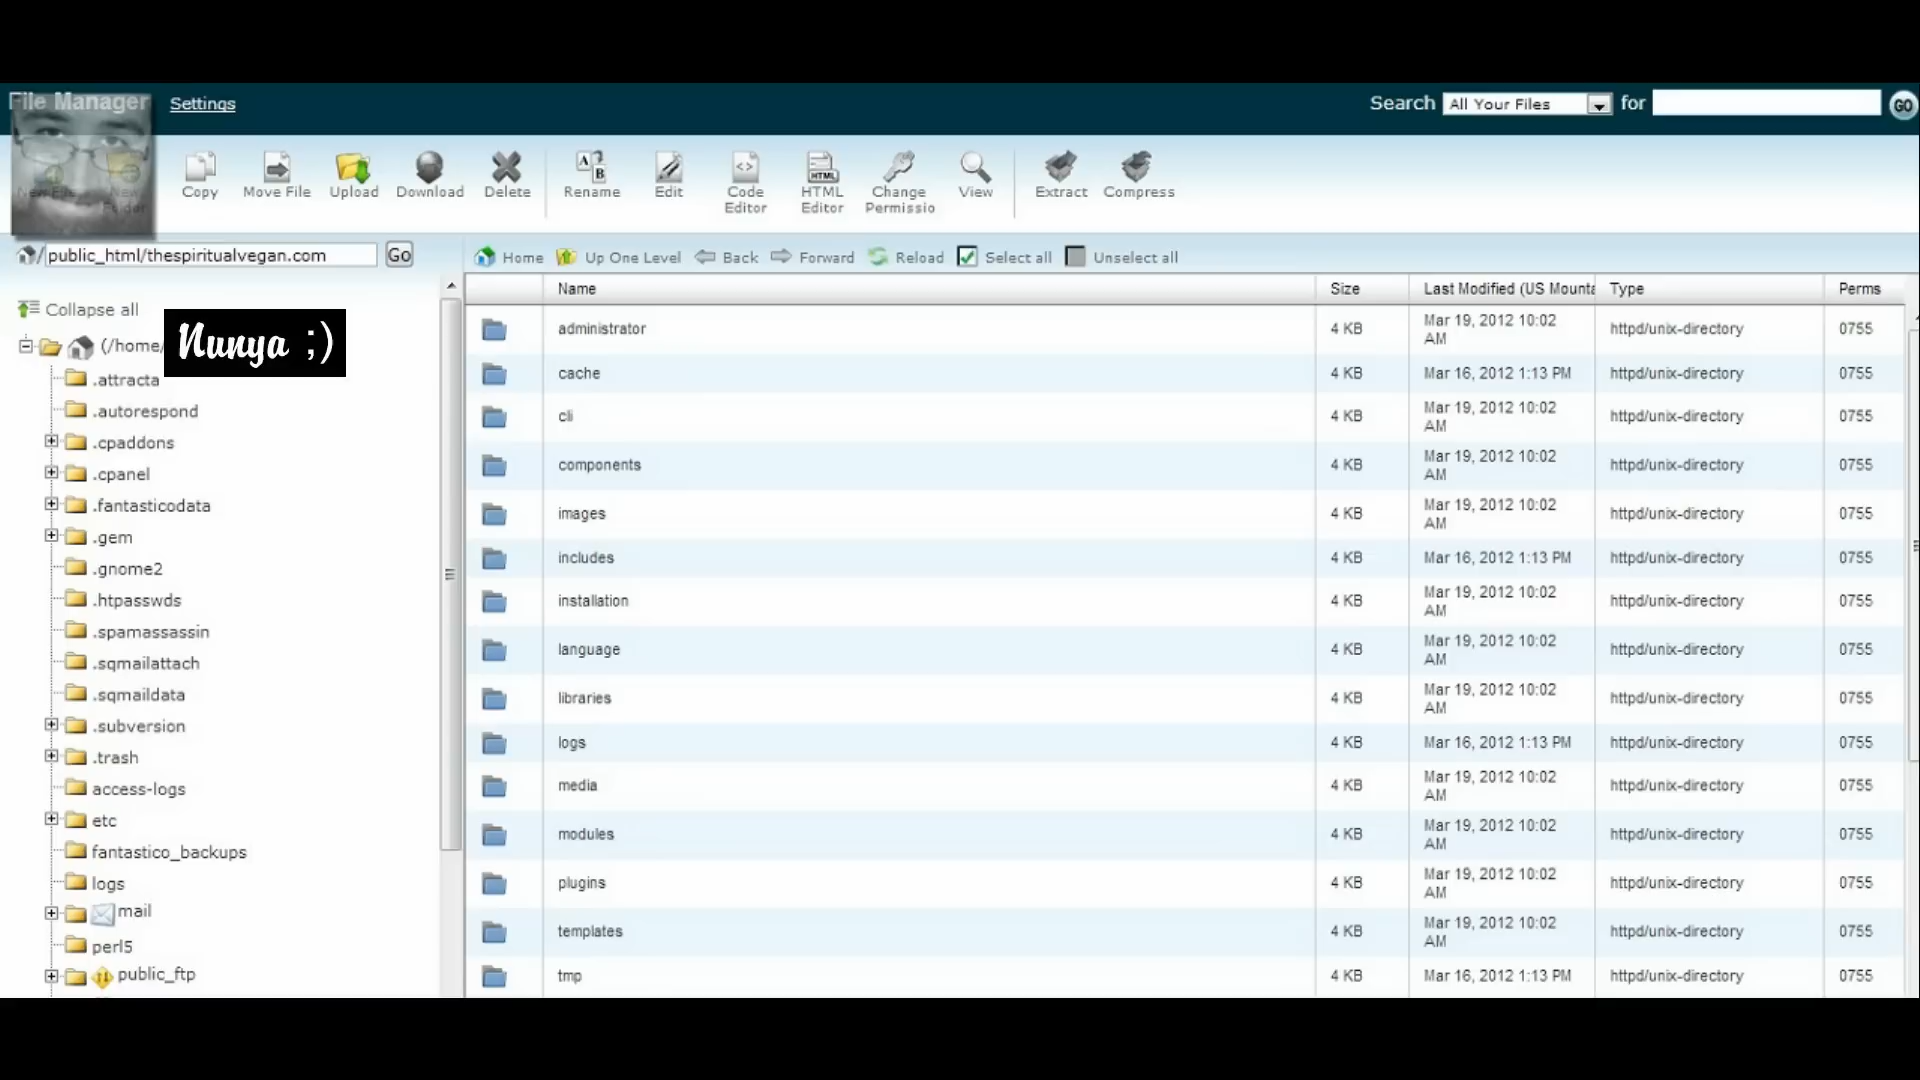 File Manager Settings Search All Your Files for GO
New File New Folder Copy Move File Upload Download Delete Rename Edit Code Editor HTML Editor Change Permissio View Extract Compress
/ public_html/thespiritualvegan.com Go
Home Up One Level Back Forward Reload Select all Unselect all
Collapse all
(/home/
Nunya ;)
.attracta
.autorespond
.cpaddons
.cpanel
.fantasticodata
.gem
.gnome2
.htpasswds
.spamassassin
.sqmailattach
.sqmaildata
.subversion
.trash
access-logs
etc
fantastico_backups
logs
mail
perl5
public_ftp
Name Size Last Modified (US Mounta Type Perms
administrator 4 KB Mar 19, 2012 10:02 AM httpd/unix-directory 0755
cache 4 KB Mar 16, 2012 1:13 PM httpd/unix-directory 0755
cli 4 KB Mar 19, 2012 10:02 AM httpd/unix-directory 0755
components 4 KB Mar 19, 2012 10:02 AM httpd/unix-directory 0755
images 4 KB Mar 19, 2012 10:02 AM httpd/unix-directory 0755
includes 4 KB Mar 16, 2012 1:13 PM httpd/unix-directory 0755
installation 4 KB Mar 19, 2012 10:02 AM httpd/unix-directory 0755
language 4 KB Mar 19, 2012 10:02 AM httpd/unix-directory 0755
libraries 4 KB Mar 19, 2012 10:02 AM httpd/unix-directory 0755
logs 4 KB Mar 16, 2012 1:13 PM httpd/unix-directory 0755
media 4 KB Mar 19, 2012 10:02 AM httpd/unix-directory 0755
modules 4 KB Mar 19, 2012 10:02 AM httpd/unix-directory 0755
plugins 4 KB Mar 19, 2012 10:02 AM httpd/unix-directory 0755
templates 4 KB Mar 19, 2012 10:02 AM httpd/unix-directory 0755
tmp 4 KB Mar 16, 2012 1:13 PM httpd/unix-directory 0755